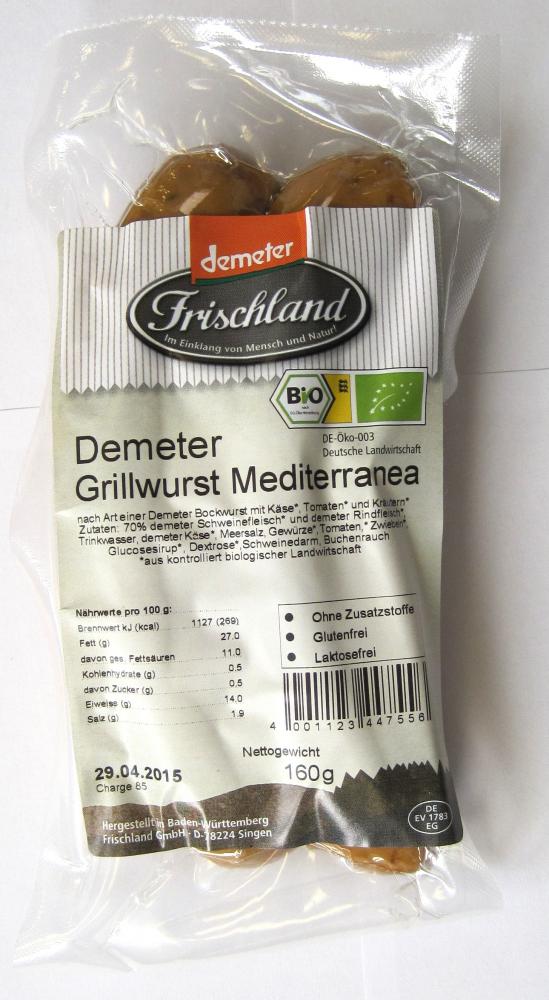 demeter
Frischland
Im Einklang von Mensch und Natur!
BiO
nach
DE-Öko-003
Deutsche Landwirtschaft
Demeter
Grillwurst Mediterranea
nach Art einer Demeter Bockwurst mit Käse*, Tomaten* und Kräutern*
Zutaten: 70% demeter Schweinefleisch* und demeter Rindfleisch*,
Trinkwasser, demeter Käse*, Meersalz, Gewürze*, Tomaten,* Zwiebeln*,
Glucosesirup*, Dextrose*,Schweinedarm, Buchenrauch
*aus kontrolliert biologischer Landwirtschaft
Nährwerte pro 100 g:
Brennwert kJ (kcal) 1127 (269)
Fett (g) 27.0
davon ges. Fettsäuren 11.0
Kohlenhydrate (g) 0.5
davon Zucker (g) 0.5
Eiweiss (g) 14.0
Salz (g) 1.9
• Ohne Zusatzstoffe
• Glutenfrei
• Laktosefrei
4 001123 447556
Nettogewicht
160g
29.04.2015
Charge 85
Hergestellt in Baden-Württemberg
Frischland GmbH · D-78224 Singen
DE
EV 1783
EG